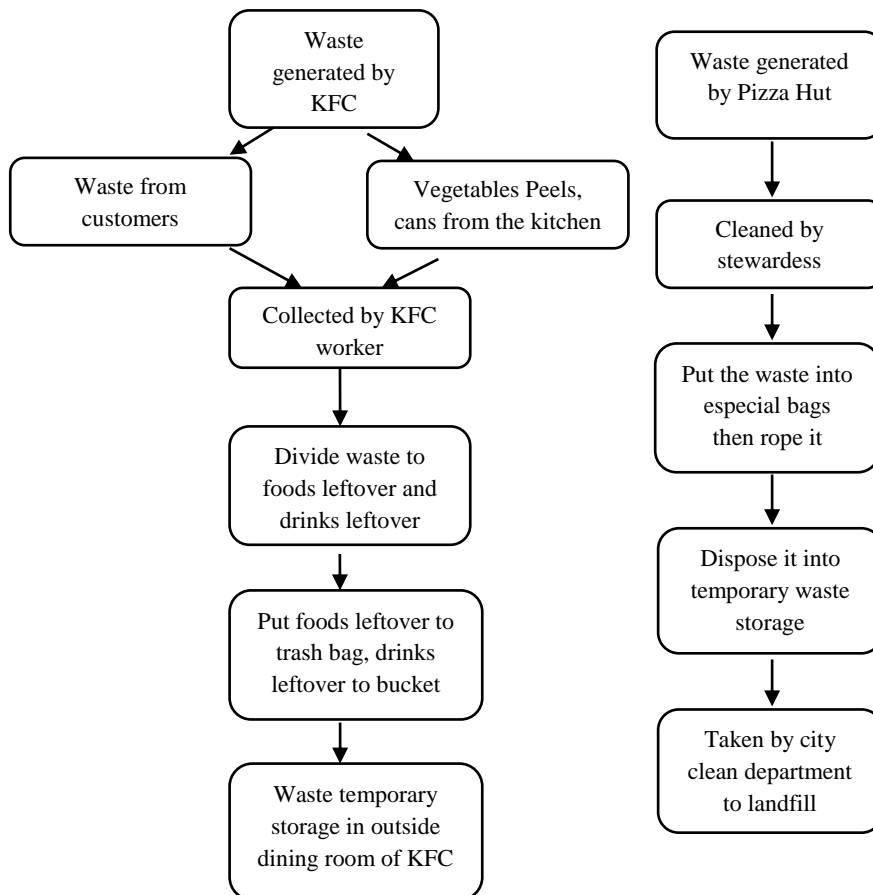 Waste
generated by
KFC
Waste from
customers
Vegetables Peels,
cans from the kitchen
Collected by KFC
worker
Divide waste to
foods leftover and
drinks leftover
Put foods leftover to
trash bag, drinks
leftover to bucket
Waste temporary
storage in outside
dining room of KFC
Waste generated
by Pizza Hut
Cleaned by
stewardess
Put the waste into
especial bags
then rope it
Dispose it into
temporary waste
storage
Taken by city
clean department
to landfill